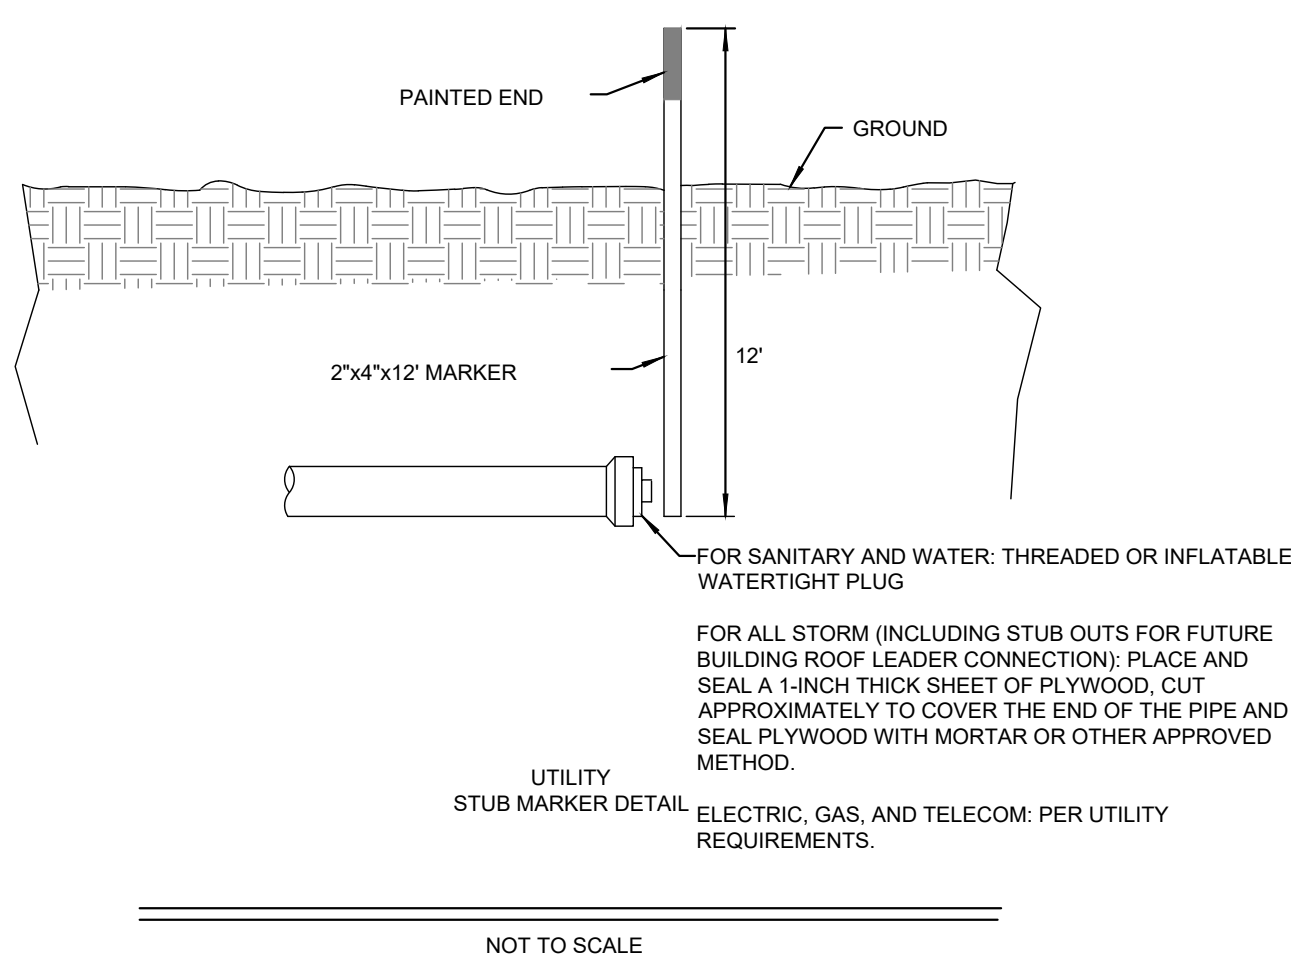 PAINTED END
GROUND
12'
2"x4"x12' MARKER
FOR SANITARY AND WATER: THREADED OR INFLATABLE
WATERTIGHT PLUG
FOR ALL STORM (INCLUDING STUB OUTS FOR FUTURE
BUILDING ROOF LEADER CONNECTION): PLACE AND
SEAL A 1-INCH THICK SHEET OF PLYWOOD, CUT
APPROXIMATELY TO COVER THE END OF THE PIPE AND
SEAL PLYWOOD WITH MORTAR OR OTHER APPROVED
METHOD.
ELECTRIC, GAS, AND TELECOM: PER UTILITY
REQUIREMENTS.
UTILITY
STUB MARKER DETAIL
NOT TO SCALE